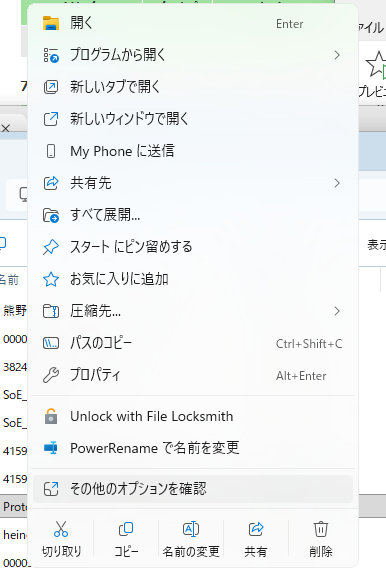 開く Enter
プログラムから開く
新しいタブで開く
新しいウィンドウで開く
My Phone に送信
共有先
すべて展開...
スタート にピン留めする
お気に入りに追加
圧縮先...
パスのコピー Ctrl+Shift+C
プロパティ Alt+Enter
Unlock with File Locksmith
PowerRename で名前を変更
その他のオプションを確認
切り取り コピー 名前の変更 共有 削除
ァイル
プレビ
表示
名前
熊野
0000
3824
SoE_
SoE_
4159
4159
Proto
hein
0000_